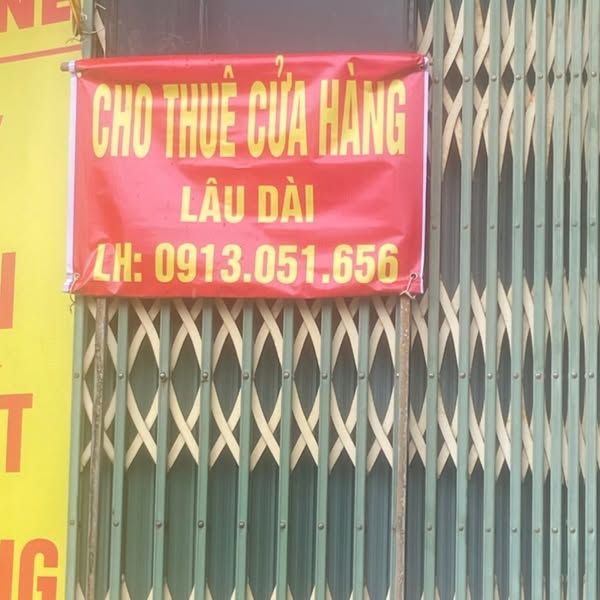 CHO THUÊ CỬA HÀNG
LÂU DÀI
LH: 0913.051.656